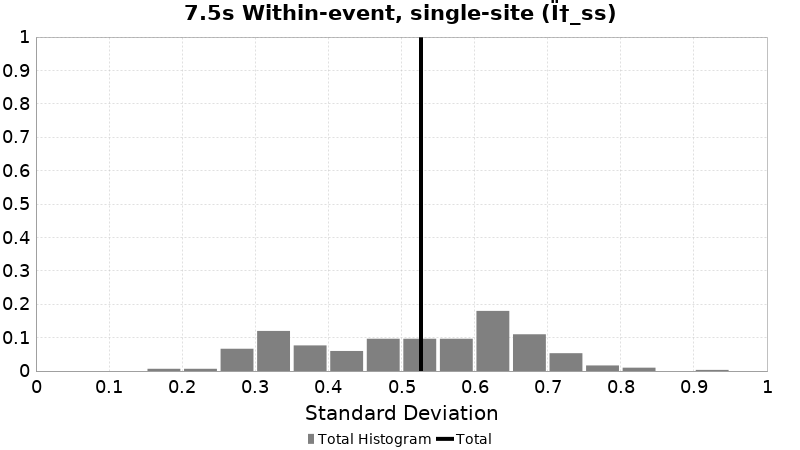 7.5s Within-event, single-site (Ï†_ss)
1
0.9
0.8
0.7
0.6
0.5
0.4
0.3
0.2
0.1
0
0 0.1 0.2 0.3 0.4 0.5 0.6 0.7 0.8 0.9 1
Standard Deviation
Total Histogram Total